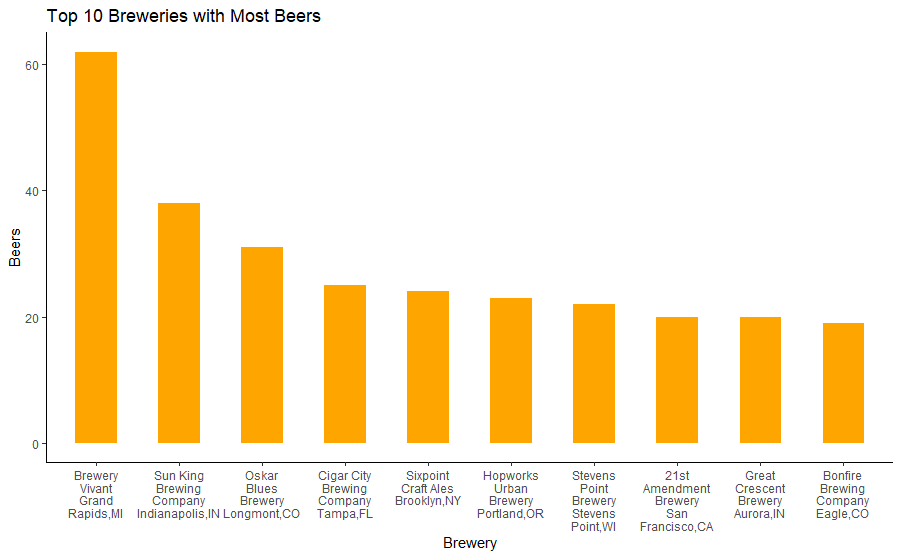 Top 10 Breweries with Most Beers
Beers
60
40
20
0
Brewery
Vivant
Grand
Rapids,MI
Sun King
Brewing
Company
Indianapolis,IN
Oskar
Blues
Brewery
Longmont,CO
Cigar City
Brewing
Company
Tampa,FL
Sixpoint
Craft Ales
Brooklyn,NY
Hopworks
Urban
Brewery
Portland,OR
Stevens
Point
Brewery
Stevens
Point,WI
21st
Amendment
Brewery
San
Francisco,CA
Great
Crescent
Brewery
Aurora,IN
Bonfire
Brewing
Company
Eagle,CO
Brewery